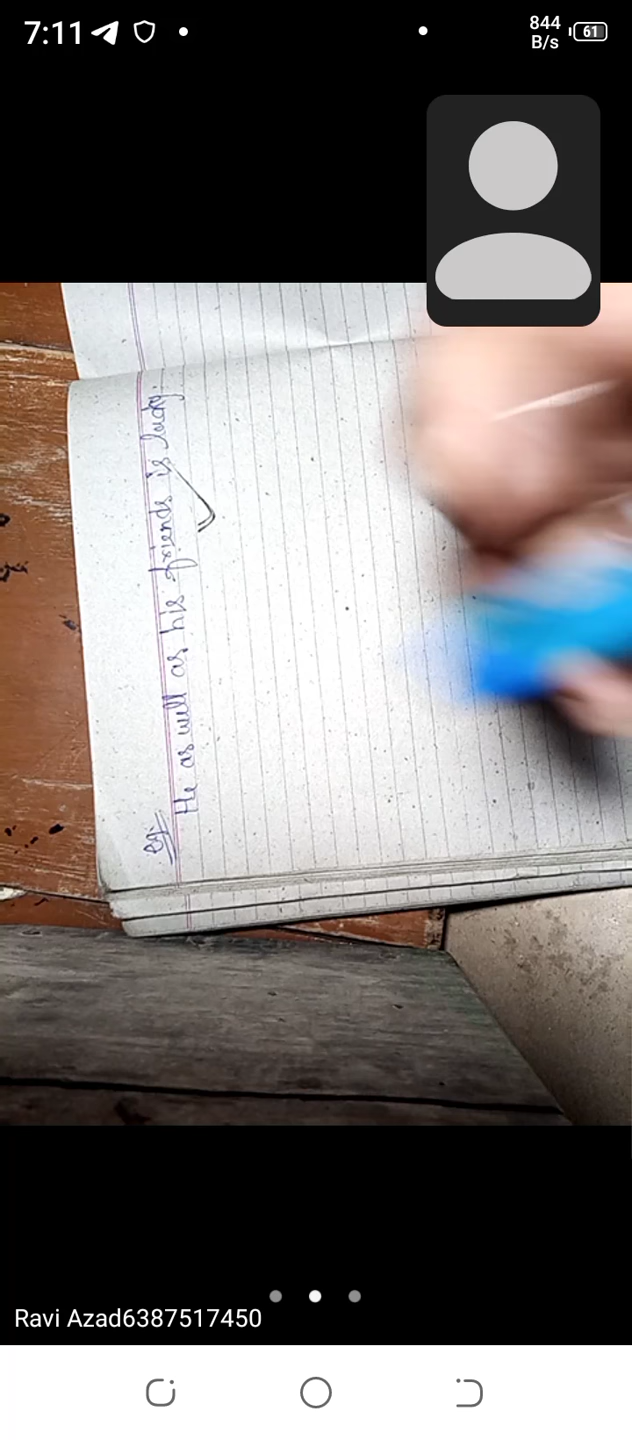 7:11
844
B/s
61
eg:
He as well as his friends is lucky.
Ravi Azad6387517450